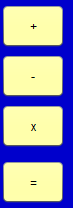 +
-
x
=